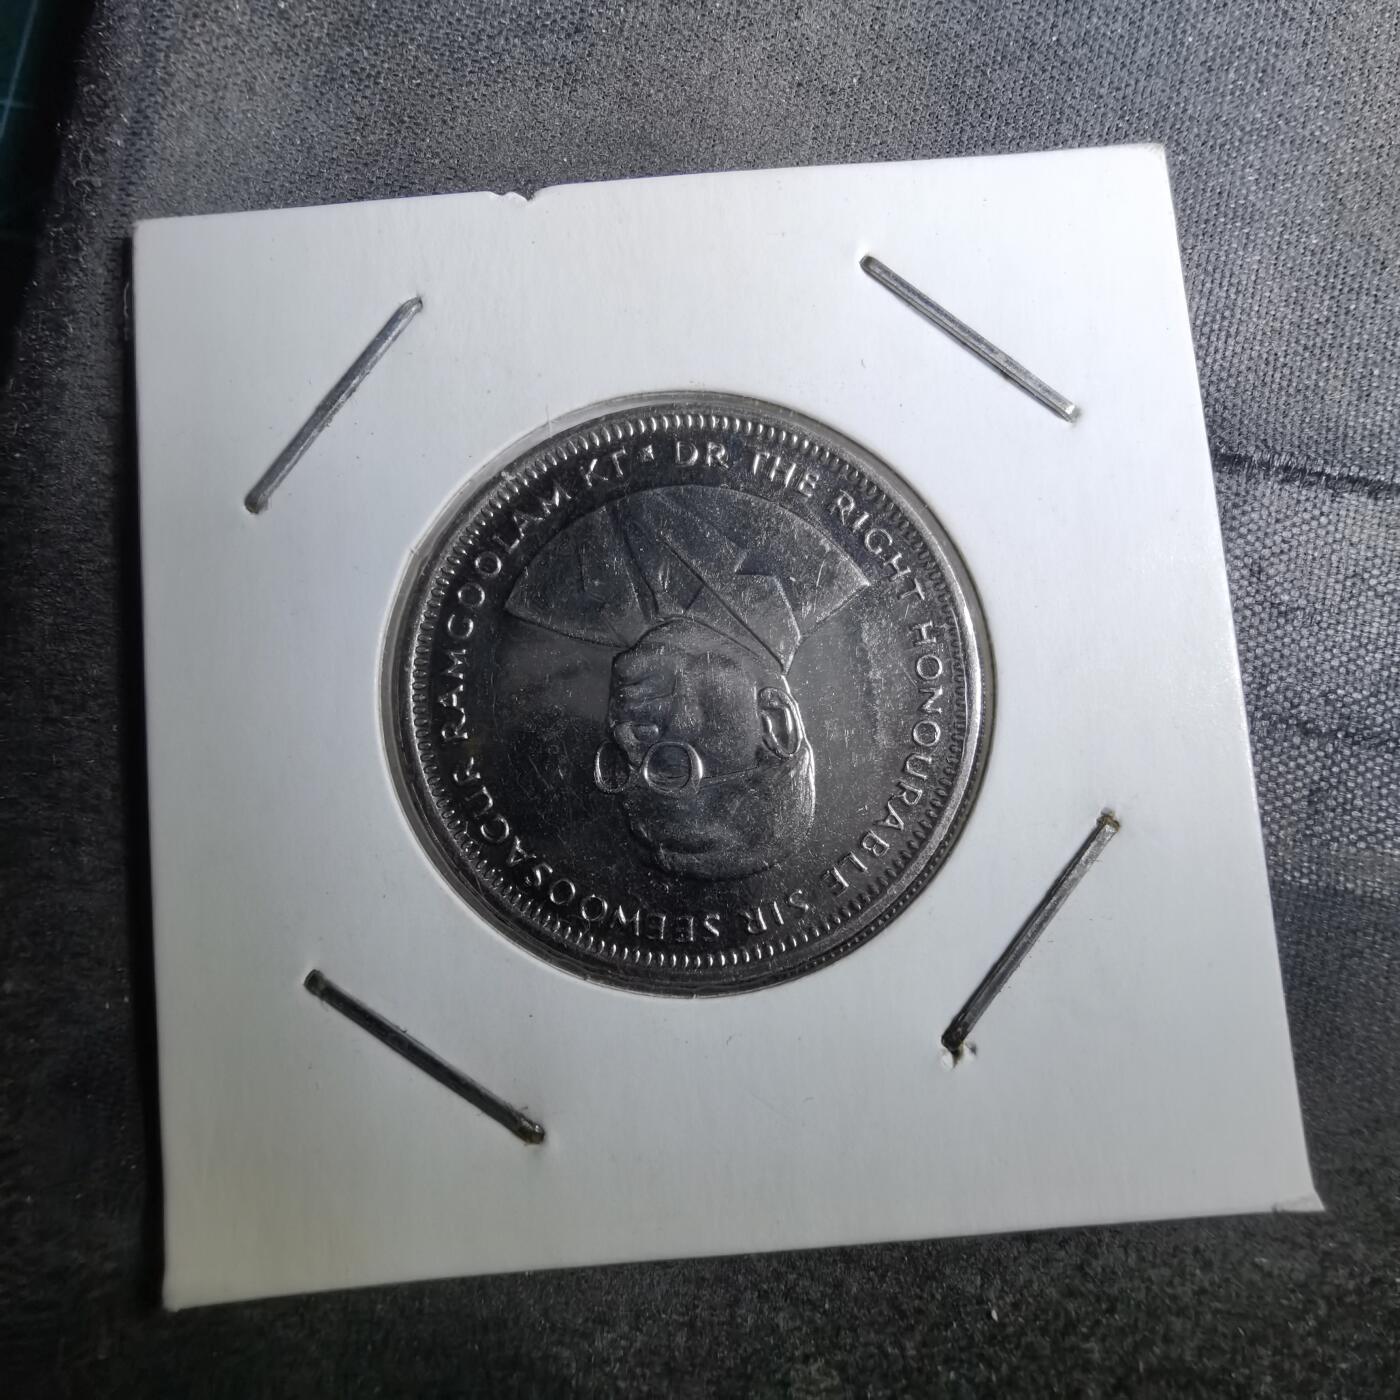 DR THE RIGHT HONOURABLE SIR SEEWOOSAGUR RAMGOOLAM KT